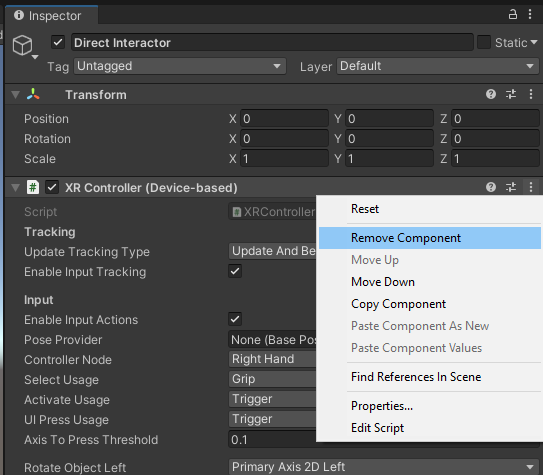 Inspector
Direct Interactor Static
Tag Untagged Layer Default
Transform
Position X 0 Y 0 Z 0
Rotation X 0 Y 0 Z 0
Scale X 1 Y 1 Z 1
# XR Controller (Device-based)
Script # XRController
Tracking
Update Tracking Type Update And Be
Enable Input Tracking
Input
Enable Input Actions
Pose Provider None (Base Pos
Controller Node Right Hand
Select Usage Grip
Activate Usage Trigger
UI Press Usage Trigger
Axis To Press Threshold 0.1
Rotate Object Left Primary Axis 2D Left
Reset
Remove Component
Move Up
Move Down
Copy Component
Paste Component As New
Paste Component Values
Find References In Scene
Properties...
Edit Script